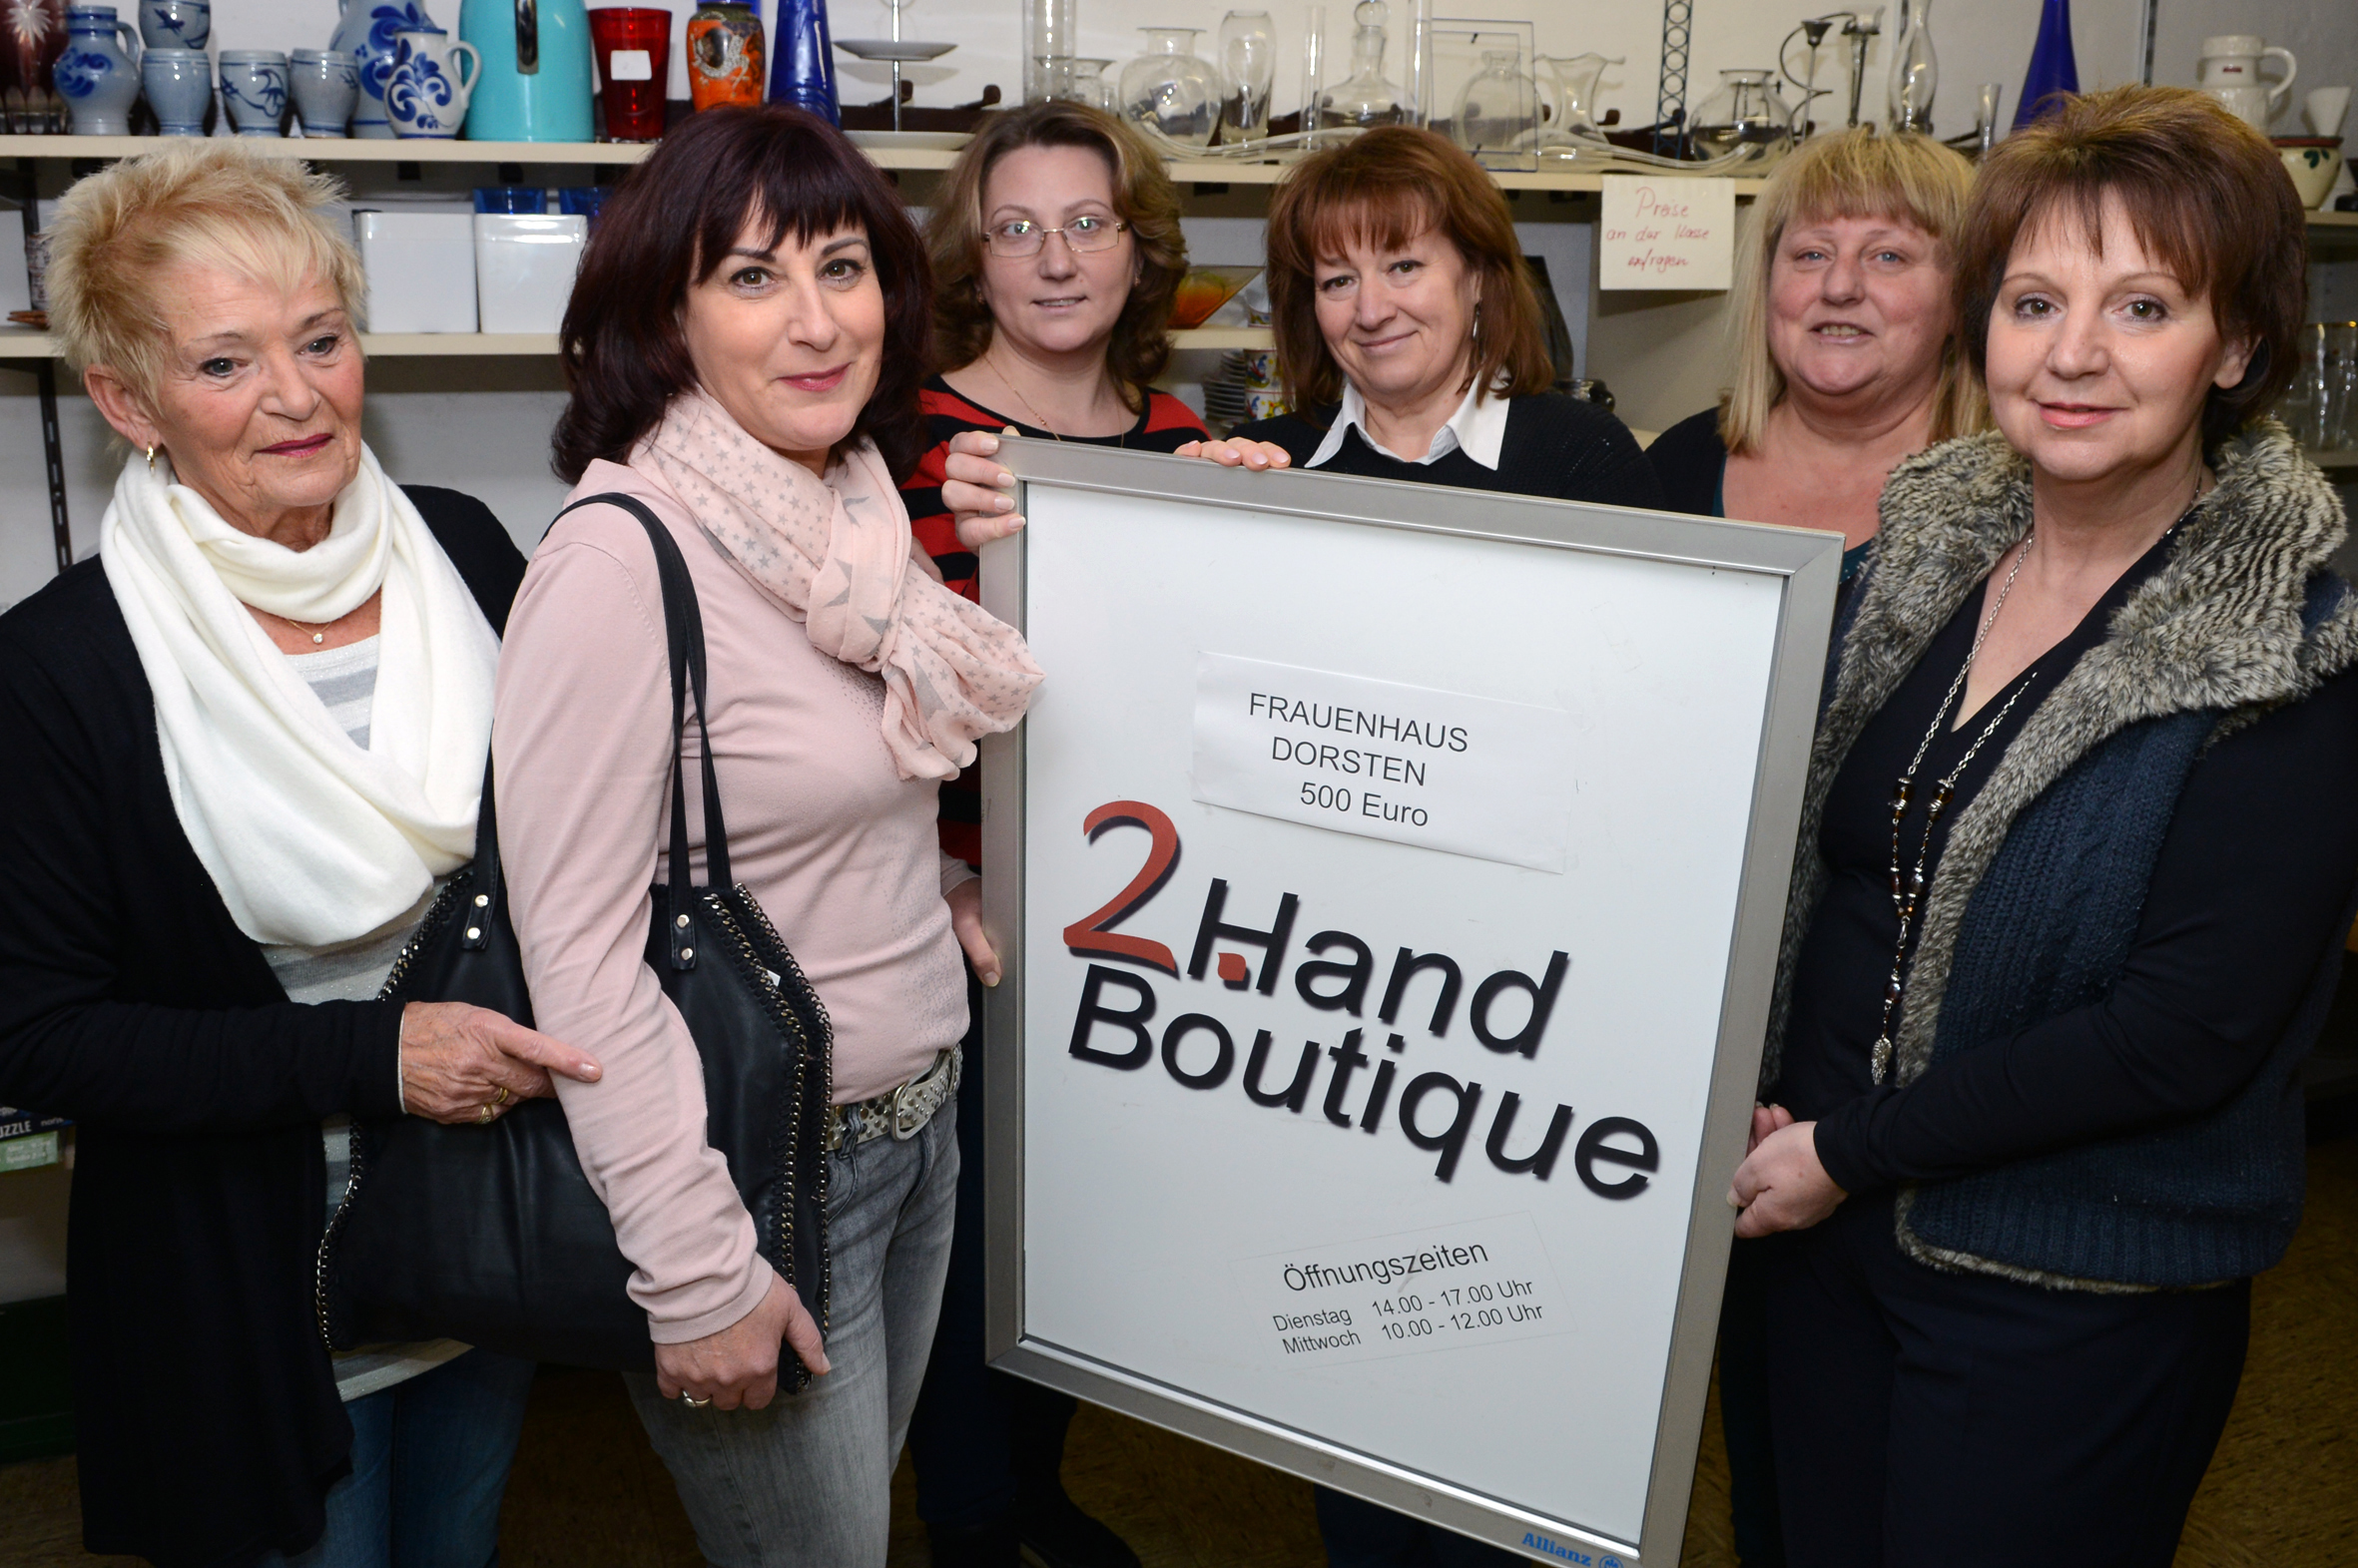 Preise
an der Kasse
erfragen
FRAUENHAUS
DORSTEN
500 Euro
2.Hand
Boutique
Öffnungszeiten
Dienstag 14.00 - 17.00 Uhr
Mittwoch 10.00 - 12.00 Uhr
Allianz